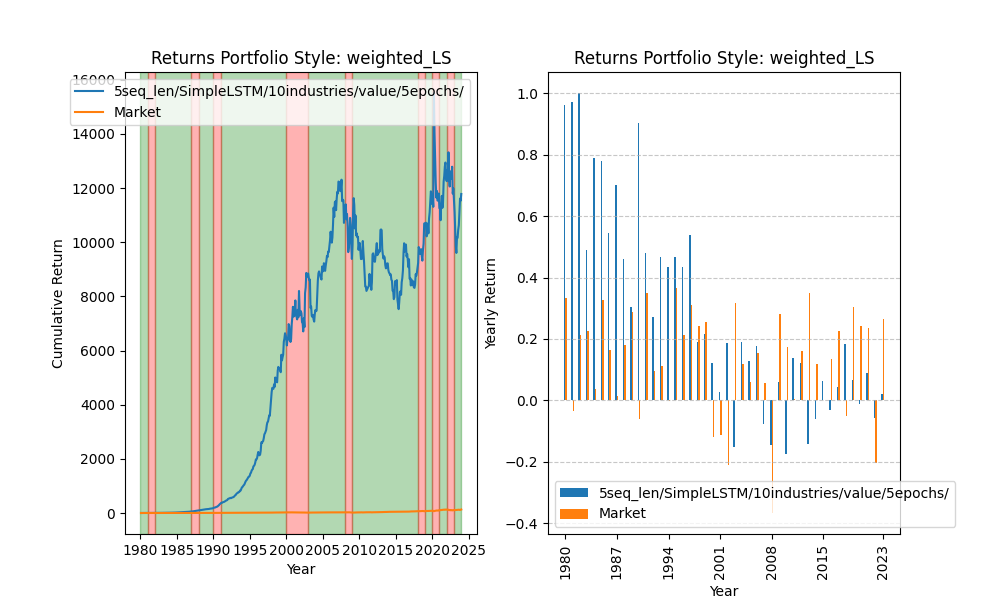 Returns Portfolio Style: weighted_LS
16000
14000
12000
10000
8000
6000
4000
2000
0
Cumulative Return
5seq_len/SimpleLSTM/10industries/value/5epochs/
Market
1980 1985 1990 1995 2000 2005 2010 2015 2020 2025
Year
Returns Portfolio Style: weighted_LS
1.0
0.8
0.6
0.4
0.2
0.0
−0.2
−0.4
Yearly Return
5seq_len/SimpleLSTM/10industries/value/5epochs/
Market
1980 1987 1994 2001 2008 2015 2023
Year